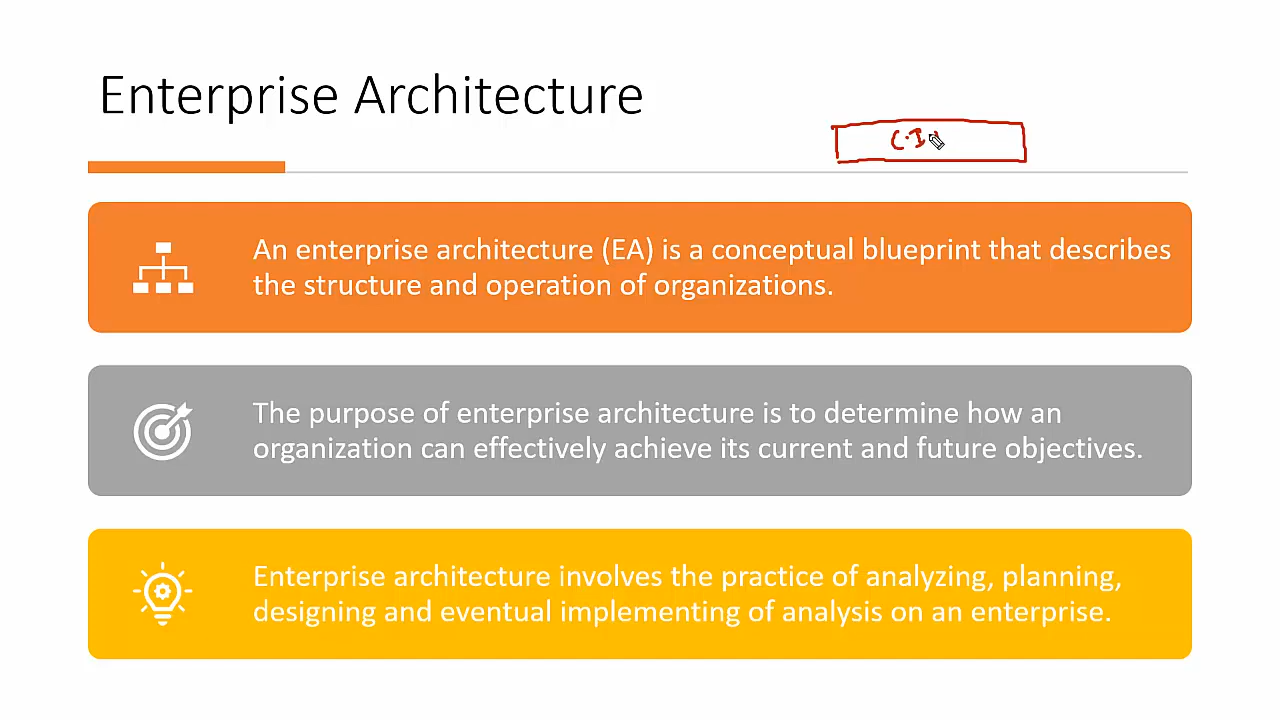 Enterprise Architecture
C.I
An enterprise architecture (EA) is a conceptual blueprint that describes
the structure and operation of organizations.
The purpose of enterprise architecture is to determine how an
organization can effectively achieve its current and future objectives.
Enterprise architecture involves the practice of analyzing, planning,
designing and eventual implementing of analysis on an enterprise.